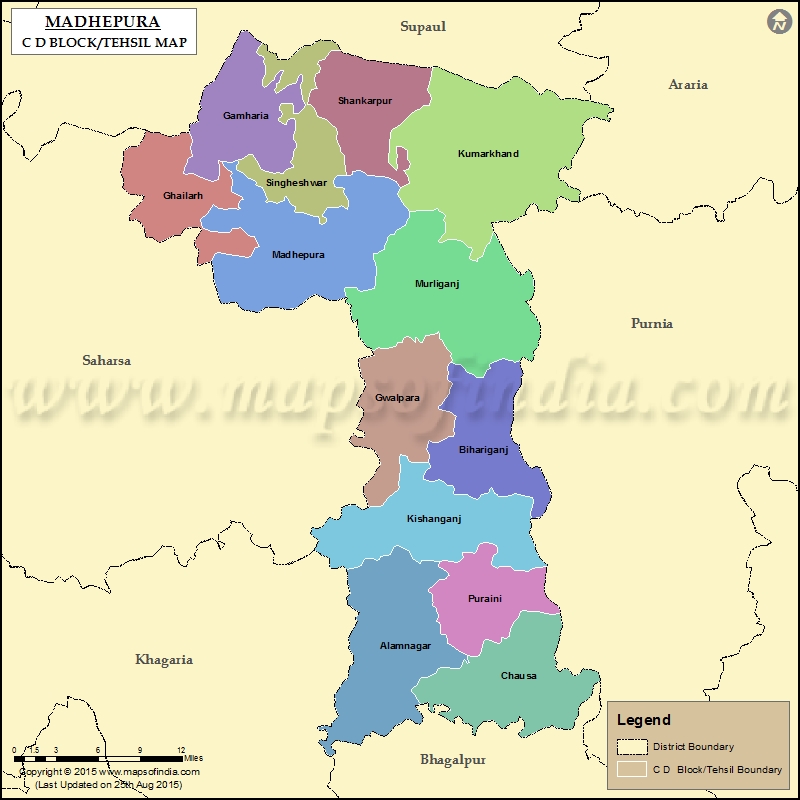 MADHEPURA
C D BLOCK/TEHSIL MAP
N
Supaul
Araria
Shankarpur
Gamharia
Kumarkhand
Singheshwar
Ghailarh
Madhepura
Murliganj
Purnia
Saharsa
www.mapsofindia.com
Gwalpara
Bihariganj
Kishanganj
Puraini
Alamnagar
Khagaria
Chausa
Bhagalpur
Legend
District Boundary
C D Block/Tehsil Boundary
0 1.5 3 6 9 12 Miles
Copyright © 2015 www.mapsofindia.com
(Last Updated on 25th Aug 2015)